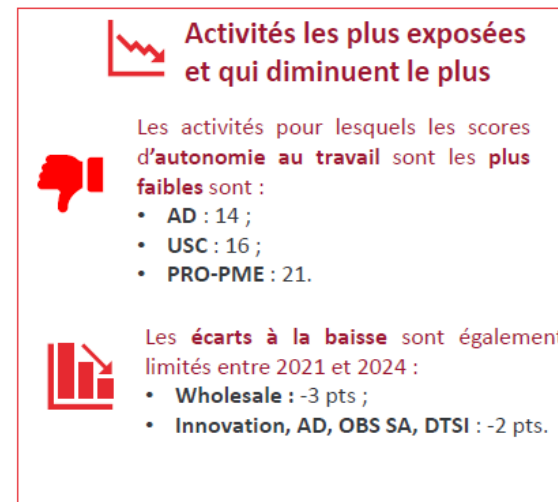 Activités les plus exposées
et qui diminuent le plus
Les activités pour lesquels les scores
d'autonomie au travail sont les plus
faibles sont :
• AD : 14 ;
• USC : 16 ;
• PRO-PME : 21.
Les écarts à la baisse sont également
limités entre 2021 et 2024 :
• Wholesale : -3 pts ;
• Innovation, AD, OBS SA, DTSI : -2 pts.